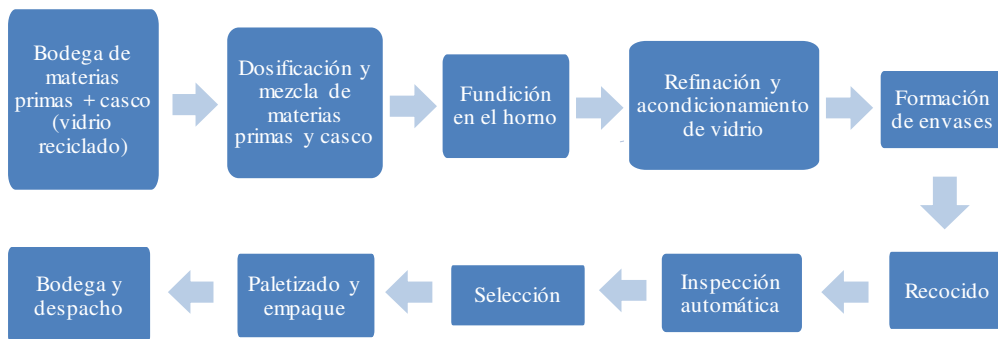 Bodega de
materias
primas + casco
(vidrio
reciclado)
Dosificación y
mezcla de
materias
primas y casco
Fundición
en el horno
Refinación y
acondicionamiento
de vidrio
Formación
de envases
Recocido
Inspección
automática
Selección
Paletizado y
empaque
Bodega y
despacho